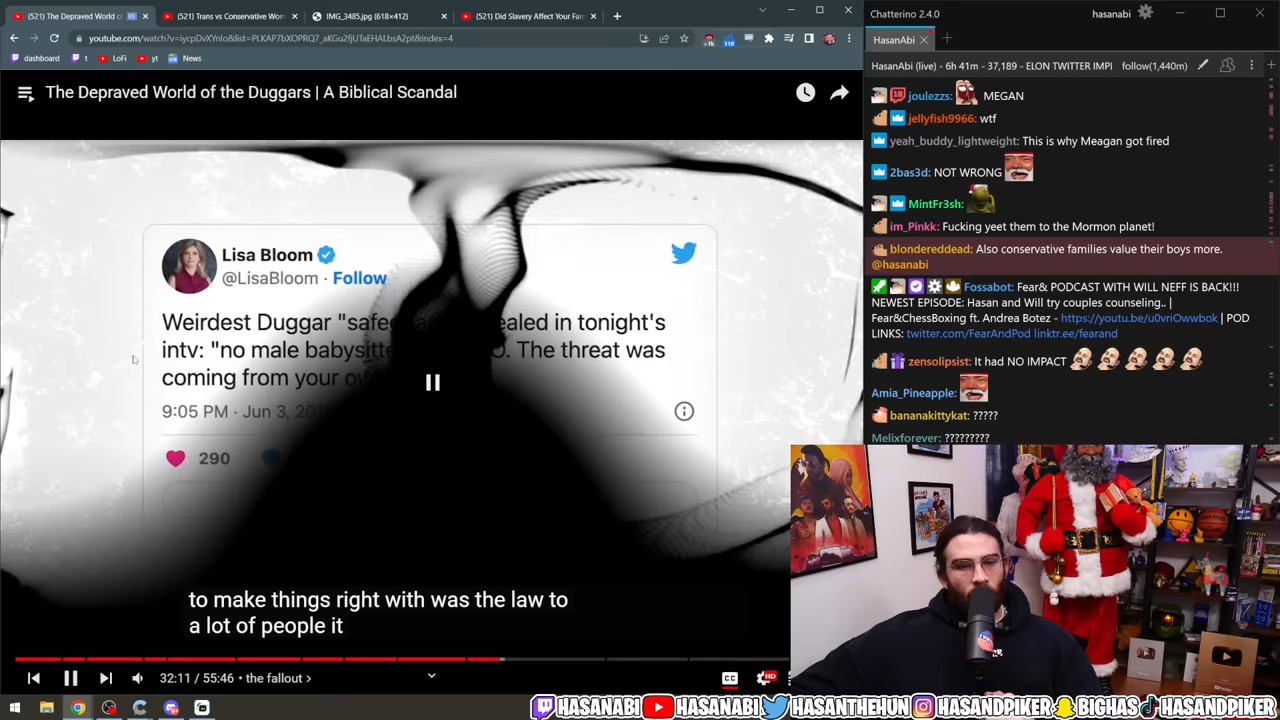 (521) The Depraved World of
(521) Trans vs Conservative Wom
IMG_3485.jpg (618×412)
(521) Did Slavery Affect Your Fam
youtube.com/watch?v=iycpDvXYnlo&list=PLKAP7bXOPRQ7_aKGu2fjUTaEHALbsA2pt&index=4
dashboard
t
LoFi
yt
News
The Depraved World of the Duggars | A Biblical Scandal
Lisa Bloom
@LisaBloom · Follow
Weirdest Duggar "safe ealed in tonight's
intv: "no male babysitte O. The threat was
coming from your o
9:05 PM · Jun 3, 20
290
to make things right with was the law to
a lot of people it
32:11 / 55:46 • the fallout >
CC
HD
Chatterino 2.4.0
hasanabi
HasanAbi
HasanAbi (live) - 6h 41m - 37,189 - ELON TWITTER IMPI
follow(1,440m)
joulezzs: MEGAN
jellyfish9966: wtf
yeah_buddy_lightweight: This is why Meagan got fired
2bas3d: NOT WRONG
MintFr3sh:
im_Pinkk: Fucking yeet them to the Mormon planet!
blondereddead: Also conservative families value their boys more.
@hasanabi
Fossabot: Fear& PODCAST WITH WILL NEFF IS BACK!!!
NEWEST EPISODE: Hasan and Will try couples counseling.. |
Fear&ChessBoxing ft. Andrea Botez - https://youtu.be/u0vriOwwbok | POD
LINKS: twitter.com/FearAndPod linktr.ee/fearand
zensolipsist: It had NO IMPACT
Amia_Pineapple:
bananakittykat: ?????
Melixforever: ?????????
HASANABI HASANABI HASANTHEHUN HASANDPIKER BIGHAS HASANDPIKER